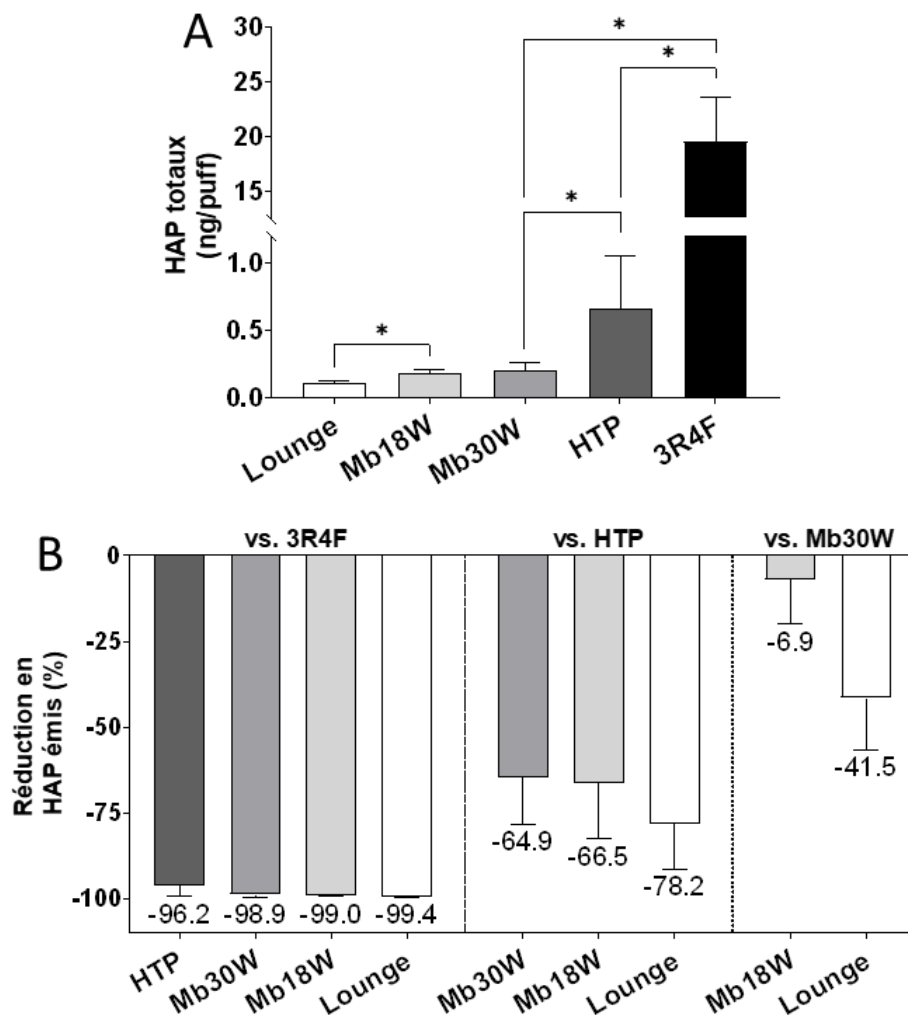 A
HAP totaux
(ng/puff)
30
25
20
15
1.0
0.5
0.0
*
*
*
*
Lounge
Mb18W
Mb30W
HTP
3R4F
B
vs. 3R4F
vs. HTP
vs. Mb30W
Réduction en
HAP émis (%)
0
-25
-50
-75
-100
-96.2
-98.9
-99.0
-99.4
-64.9
-66.5
-78.2
-6.9
-41.5
HTP
Mb30W
Mb18W
Lounge
Mb30W
Mb18W
Lounge
Mb18W
Lounge